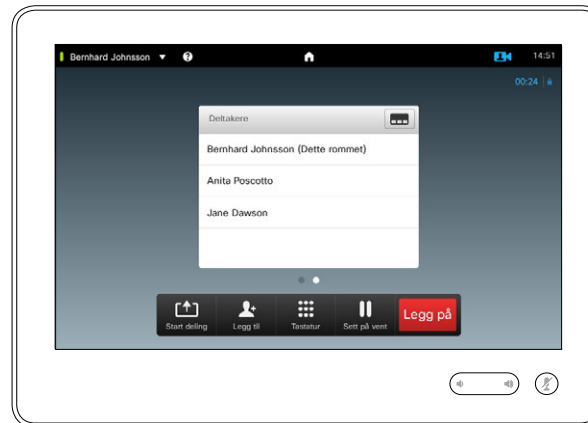 Bernhard Johnsson ? 14:51
00:24
Deltakere
Bernhard Johnsson (Dette rommet)
Anita Poscotto
Jane Dawson
Start deling Legg til Tastatur Sett på vent Legg på